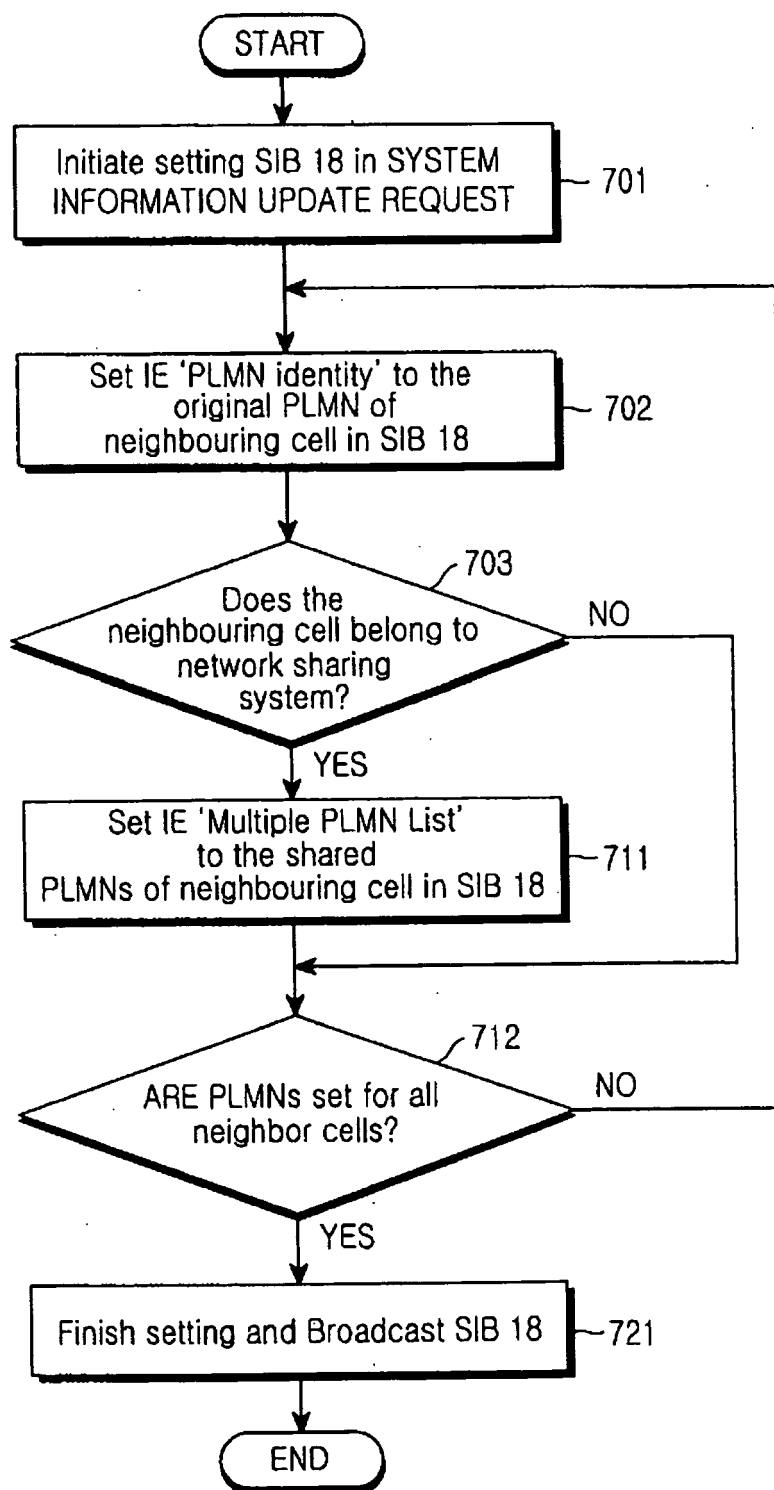 START
Initiate setting SIB 18 in SYSTEM
INFORMATION UPDATE REQUEST
701
Set IE 'PLMN identity' to the
original PLMN of
neighbouring cell in SIB 18
702
703
Does the
neighbouring cell belong to
network sharing
system?
NO
YES
Set IE 'Multiple PLMN List'
to the shared
PLMNs of neighbouring cell in SIB 18
711
712
ARE PLMNs set for all
neighbor cells?
NO
YES
Finish setting and Broadcast SIB 18
721
END